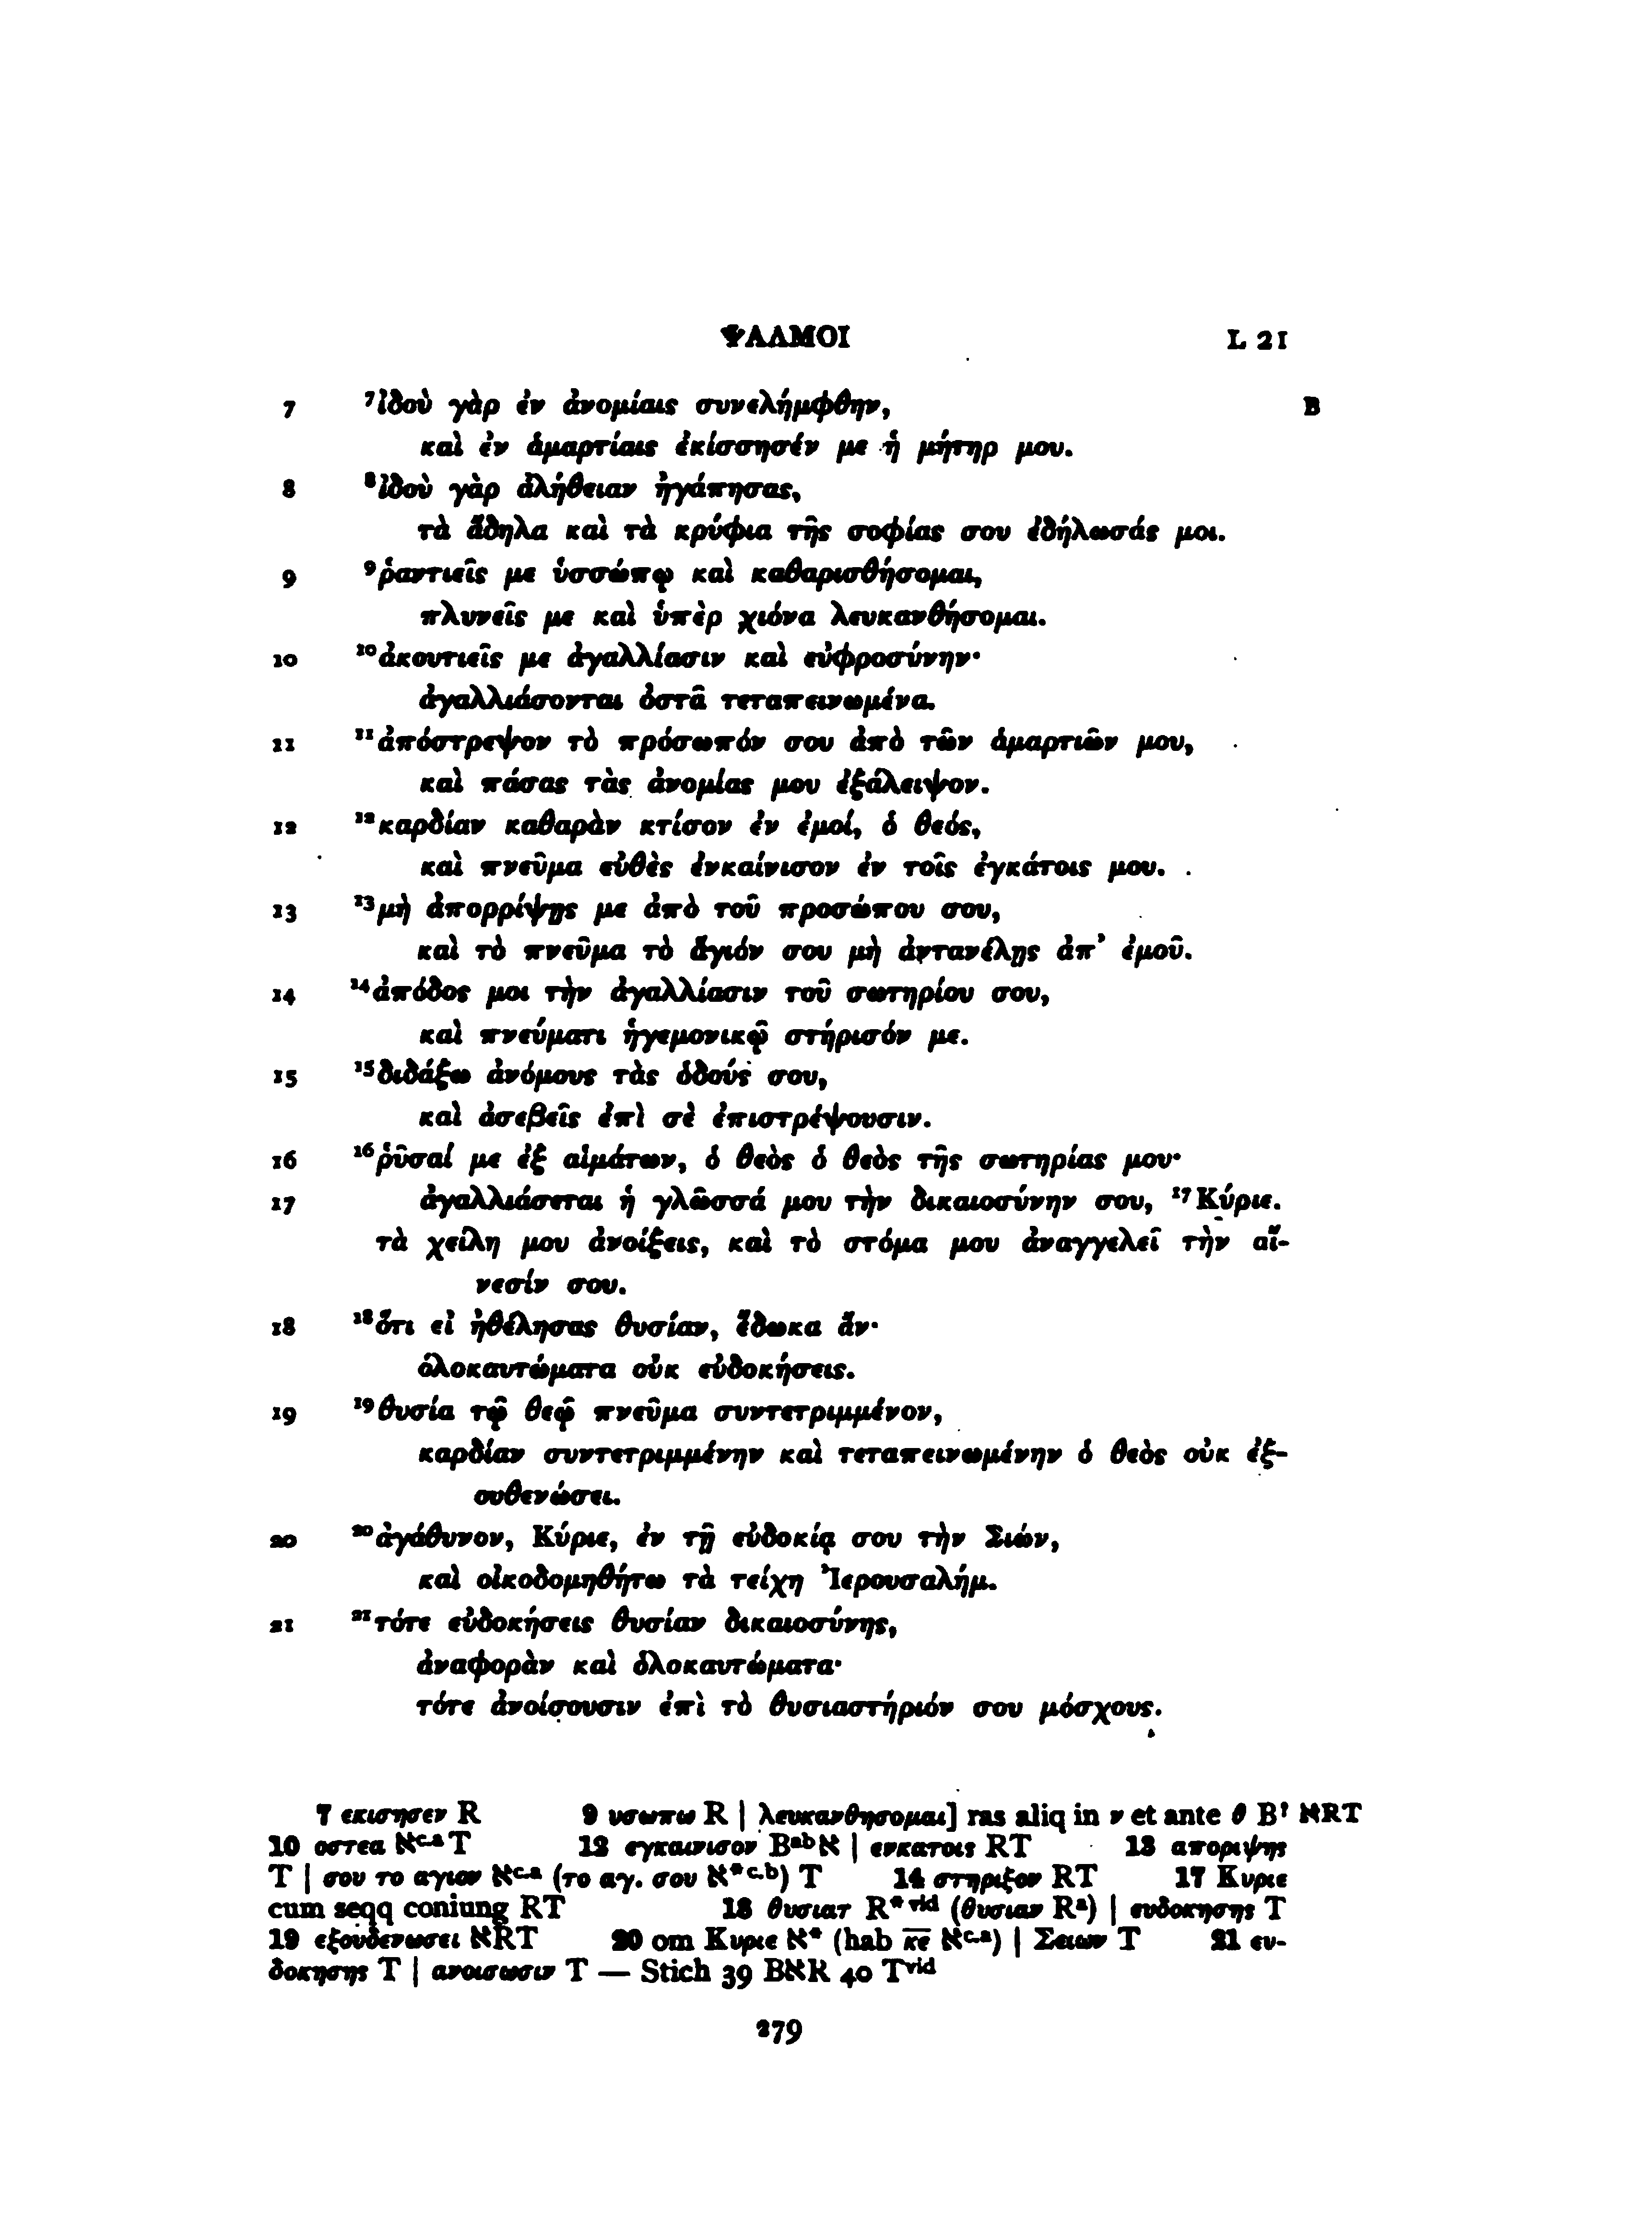 ΨΑΛΜΟΙ L 21
7 ⁷ἰδοὺ γὰρ ἐν ἀνομίαις συνελήμφθην, B
καὶ ἐν ἁμαρτίαις ἐκίσσησέν με ἡ μήτηρ μου.
8 ⁸ἰδοὺ γὰρ ἀλήθειαν ἠγάπησας,
τὰ ἄδηλα καὶ τὰ κρύφια τῆς σοφίας σου ἐδήλωσάς μοι.
9 ⁹ῥαντιεῖς με ὑσσώπῳ καὶ καθαρισθήσομαι,
πλυνεῖς με καὶ ὑπὲρ χιόνα λευκανθήσομαι.
10 ¹⁰ἀκουτιεῖς με ἀγαλλίασιν καὶ εὐφροσύνην·
ἀγαλλιάσονται ὀστᾶ τεταπεινωμένα.
11 ¹¹ἀπόστρεψον τὸ πρόσωπόν σου ἀπὸ τῶν ἁμαρτιῶν μου,
καὶ πάσας τὰς ἀνομίας μου ἐξάλειψον.
12 ¹²καρδίαν καθαρὰν κτίσον ἐν ἐμοί, ὁ θεός,
καὶ πνεῦμα εὐθὲς ἐνκαίνισον ἐν τοῖς ἐγκάτοις μου.
13 ¹³μὴ ἀπορρίψῃς με ἀπὸ τοῦ προσώπου σου,
καὶ τὸ πνεῦμα τὸ ἅγιόν σου μὴ ἀντανέλῃς ἀπ’ ἐμοῦ.
14 ¹⁴ἀπόδος μοι τὴν ἀγαλλίασιν τοῦ σωτηρίου σου,
καὶ πνεύματι ἡγεμονικῷ στήρισόν με.
15 ¹⁵διδάξω ἀνόμους τὰς ὁδούς σου,
καὶ ἀσεβεῖς ἐπὶ σὲ ἐπιστρέψουσιν.
16 ¹⁶ῥῦσαί με ἐξ αἱμάτων, ὁ θεὸς ὁ θεὸς τῆς σωτηρίας μου·
17 ἀγαλλιάσεται ἡ γλῶσσά μου τὴν δικαιοσύνην σου, ¹⁷Κύριε.
τὰ χείλη μου ἀνοίξεις, καὶ τὸ στόμα μου ἀναγγελεῖ τὴν αἴ-
νεσίν σου.
18 ¹⁸ὅτι εἰ ἠθέλησας θυσίαν, ἔδωκα ἄν·
ὁλοκαυτώματα οὐκ εὐδοκήσεις.
19 ¹⁹θυσία τῷ θεῷ πνεῦμα συντετριμμένον,
καρδίαν συντετριμμένην καὶ τεταπεινωμένην ὁ θεὸς οὐκ ἐξ-
ουθενώσει.
20 ²⁰ἀγάθυνον, Κύριε, ἐν τῇ εὐδοκίᾳ σου τὴν Σιών,
καὶ οἰκοδομηθήτω τὰ τείχη Ἰερουσαλήμ.
21 ²¹τότε εὐδοκήσεις θυσίαν δικαιοσύνης,
ἀναφορὰν καὶ ὁλοκαυτώματα·
τότε ἀνοίσουσιν ἐπὶ τὸ θυσιαστήριόν σου μόσχους.
7 εκισησεν R 9 υσωπω R | λευκανθησομαι] ras aliq in ν et ante θ B? ℵRT
10 οστεα ℵc.a T 12 εγκαινισον Bab ℵ | ενκατοις RT 13 αποριψης
T | σου το αγιον ℵc.a (το αγ. σου ℵ* c.b) T 14 στηριξον RT 17 Κυριε
cum seqq coniung RT 18 θυσιατ R* vid (θυσιαν Ra) | ευδοκησης T
19 εξουδενωσει ℵRT 20 om Κυριε ℵ* (hab κ̅ε̅ ℵc.a) | Σειων T 21 ευ-
δοκησης T | ανοισωσιν T — Stich 39 BℵR 40 Tvid
279